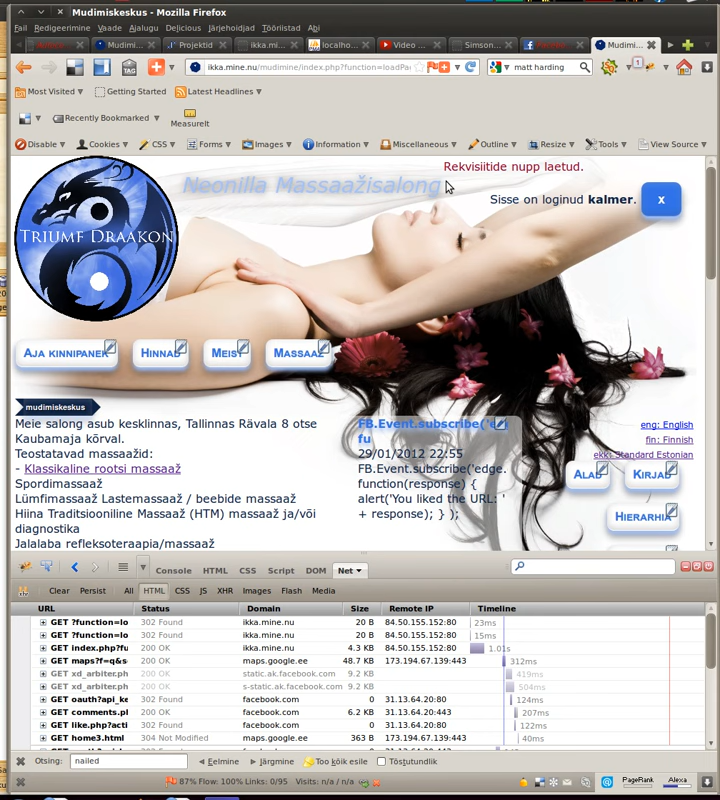 Mudimiskeskus - Mozilla Firefox
Fail Redigeerimine Vaade Ajalugu Delicious Järjehoidjad Tööriistad Abi
Mudimi... Projektid ikka.mi... localho... Video ... Simson... Mudimi...
ikka.mine.nu/mudimine/index.php?function=loadPa
matt harding
Most Visited Getting Started Latest Headlines
Recently Bookmarked MeasureIt
Disable Cookies CSS Forms Images Information Miscellaneous Outline Resize Tools View Source
Rekvisiitide nupp laetud.
Neonilla Massaažisalong
Sisse on loginud kalmer. x
TRIUMF DRAAKON
AJA KINNIPANEK HINNAD MEIST MASSAAŽ
mudimiskeskus
Meie salong asub kesklinnas, Tallinnas Rävala 8 otse
Kaubamaja kõrval.
Teostatavad massaažid:
- Klassikaline rootsi massaaž
Spordimassaaž
Lümfimassaaž Lastemassaaž / beebide massaaž
Hiina Traditsiooniline Massaaž (HTM) massaaž ja/või
diagnostika
Jalalaba refleksoteraapia/massaaž
FB.Event.subscribe('e
fu
29/01/2012 22:55
FB.Event.subscribe('edge.
function(response) {
alert('You liked the URL: '
+ response); } );
eng: English
fin: Finnish
ekk: Standard Estonian
ALAD KIRJAD
HIERARHIA
Console HTML CSS Script DOM Net
Clear Persist All HTML CSS JS XHR Images Flash Media
URL Status Domain Size Remote IP Timeline
GET ?function=lo 302 Found ikka.mine.nu 20 B 84.50.155.152:80 23ms
GET ?function=lo 302 Found ikka.mine.nu 20 B 84.50.155.152:80 15ms
GET index.php?fu 200 OK ikka.mine.nu 4.3 KB 84.50.155.152:80 1.01s
GET maps?f=q&s 200 OK maps.google.ee 48.7 KB 173.194.67.139:443 312ms
GET xd_arbiter.ph 200 OK static.ak.facebook.com 9.2 KB 419ms
GET xd_arbiter.ph 200 OK s-static.ak.facebook.com 9.2 KB 504ms
GET oauth?api_ke 302 Found facebook.com 0 31.13.64.20:80 124ms
GET comments.pl 200 OK facebook.com 6.2 KB 31.13.64.20:443 207ms
GET like.php?acti 302 Found facebook.com 0 31.13.64.20:80 122ms
GET home3.html 304 Not Modified maps.google.ee 363 B 173.194.67.139:443 40ms
Otsing: nailed Eelmine Järgmine Too kõik esile Tõstutundlik
87% Flow: 100% Links: 0/95 Visits: n/a / n/a PageRank Alexa